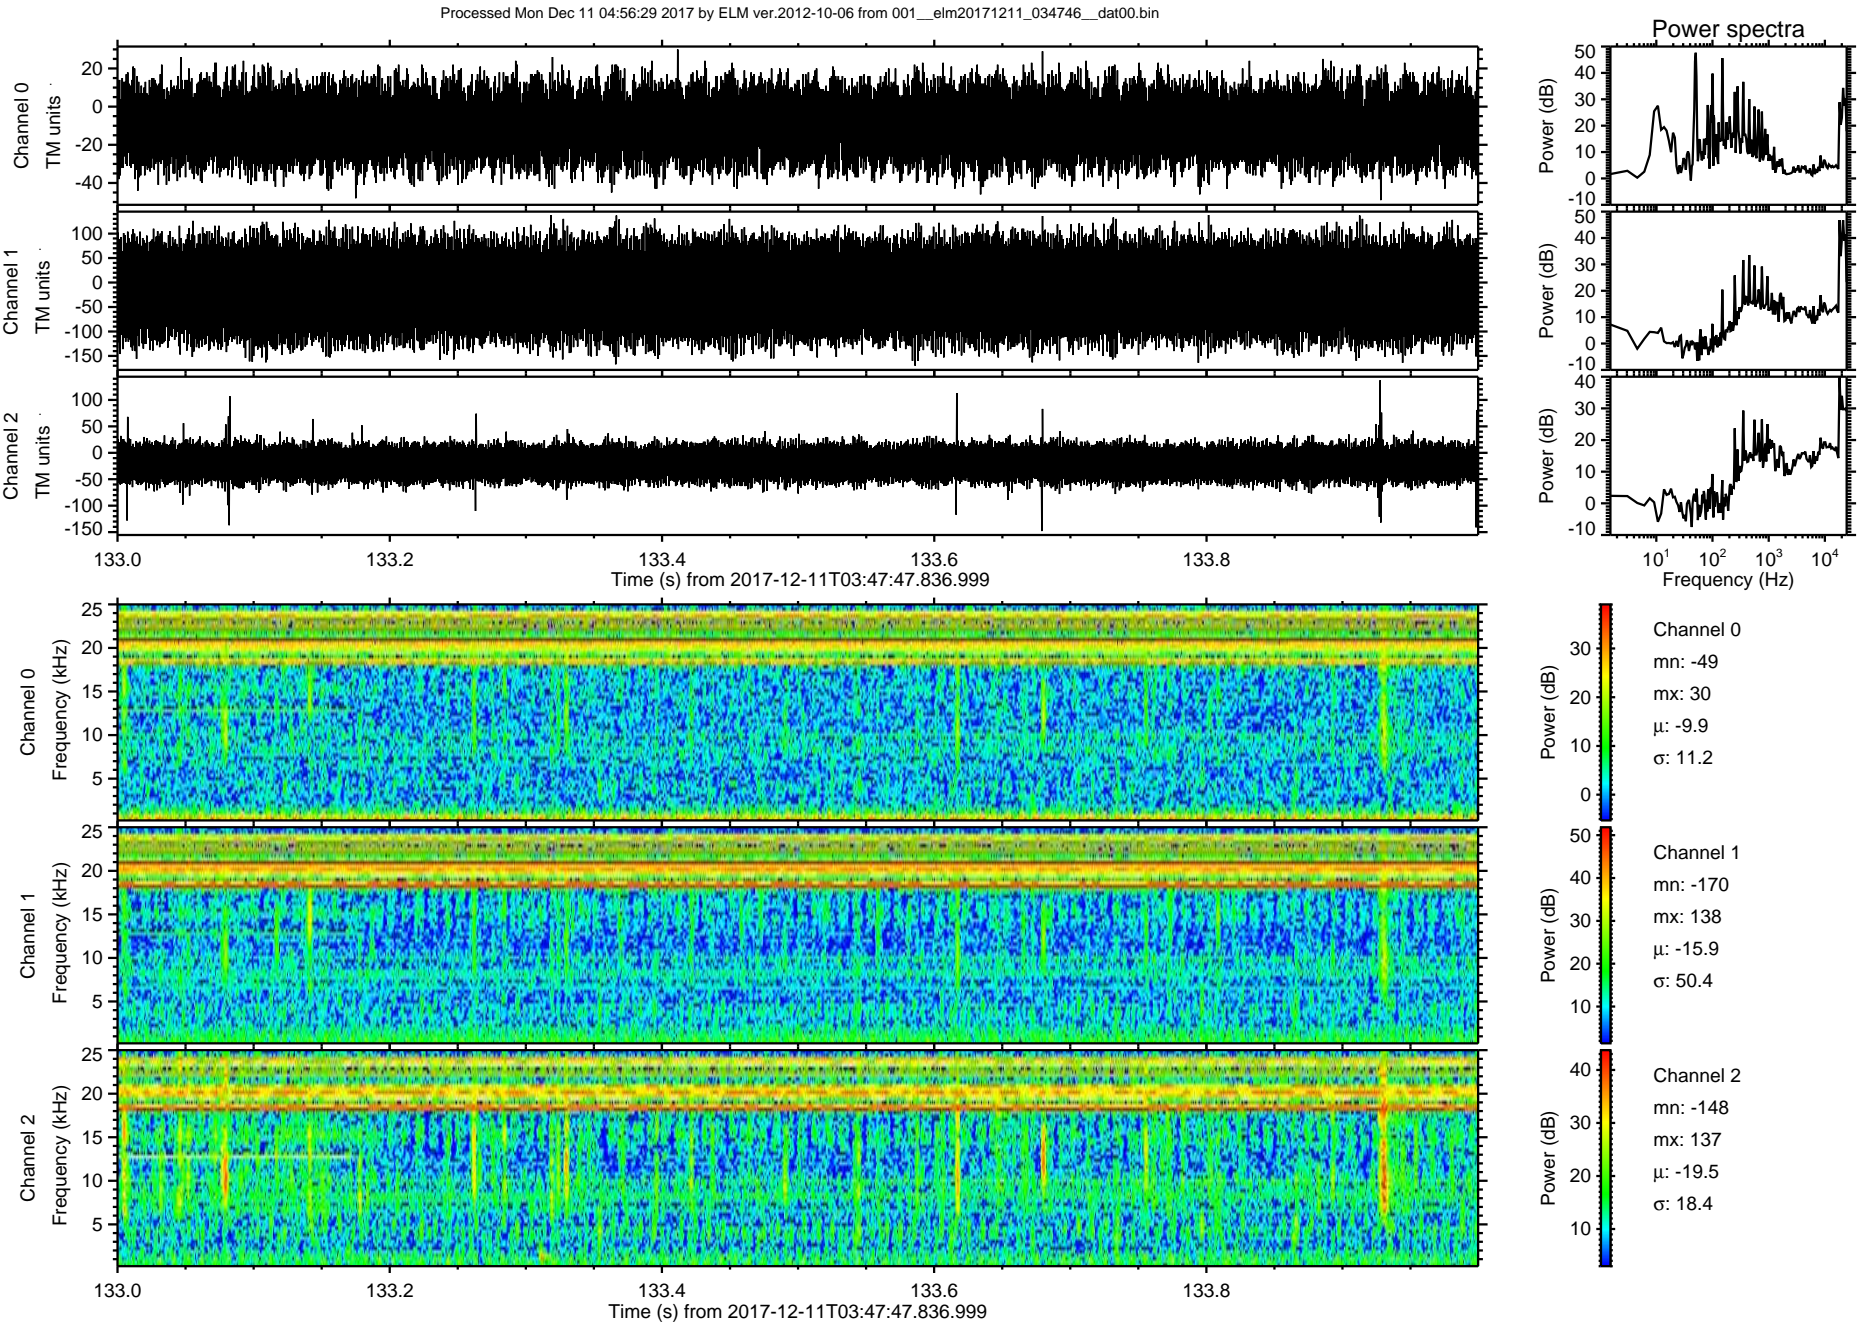 Processed Mon Dec 11 04:56:29 2017 by ELM ver.2012-10-06 from 001__elm20171211_034746__dat00.bin
Power spectra
Channel 0
TM units
20
0
-20
-40
Power (dB)
50
40
30
20
10
0
-10
Channel 1
TM units
100
50
0
-50
-100
-150
Power (dB)
50
40
30
20
10
0
-10
Channel 2
TM units
100
50
0
-50
-100
-150
Power (dB)
40
30
20
10
0
-10
133.0 133.2 133.4 133.6 133.8
Time (s) from 2017-12-11T03:47:47.836.999
10¹ 10² 10³ 10⁴
Frequency (Hz)
Channel 0
Frequency (kHz)
25
20
15
10
5
Power (dB)
30
20
10
0
Channel 0
mn: -49
mx: 30
μ: -9.9
σ: 11.2
Channel 1
Frequency (kHz)
25
20
15
10
5
Power (dB)
50
40
30
20
10
Channel 1
mn: -170
mx: 138
μ: -15.9
σ: 50.4
Channel 2
Frequency (kHz)
25
20
15
10
5
Power (dB)
40
30
20
10
Channel 2
mn: -148
mx: 137
μ: -19.5
σ: 18.4
133.0 133.2 133.4 133.6 133.8
Time (s) from 2017-12-11T03:47:47.836.999